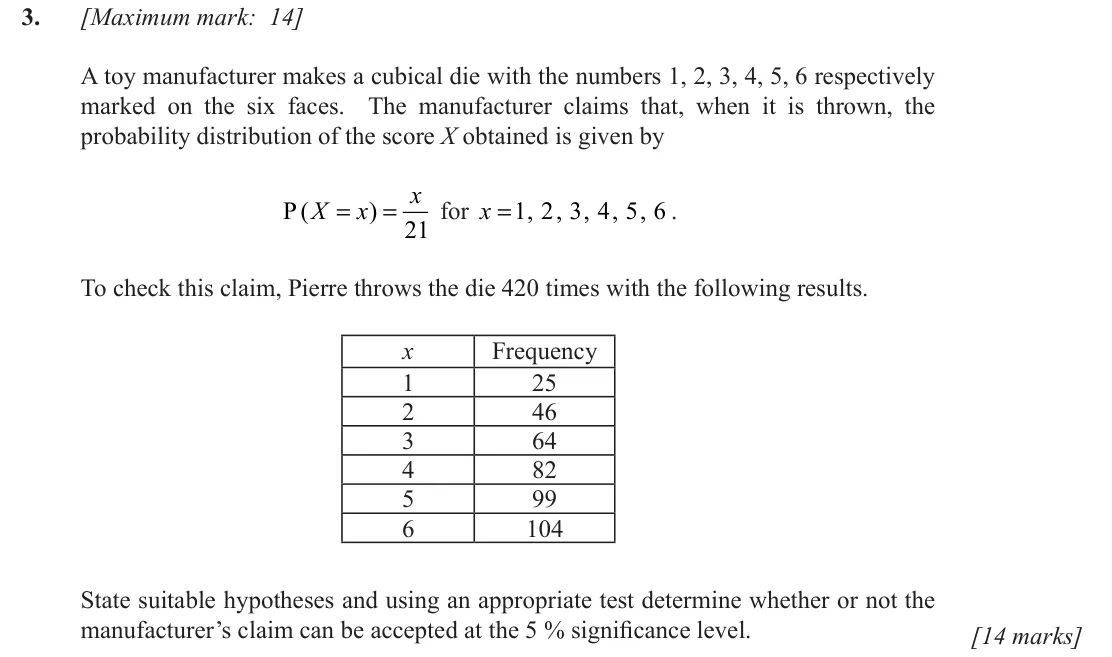 3. [Maximum mark: 14]
A toy manufacturer makes a cubical die with the numbers 1, 2, 3, 4, 5, 6 respectively
marked on the six faces. The manufacturer claims that, when it is thrown, the
probability distribution of the score X obtained is given by
P(X = x) = x/21 for x = 1, 2, 3, 4, 5, 6.
To check this claim, Pierre throws the die 420 times with the following results.
x Frequency
1 25
2 46
3 64
4 82
5 99
6 104
State suitable hypotheses and using an appropriate test determine whether or not the
manufacturer’s claim can be accepted at the 5 % significance level. [14 marks]